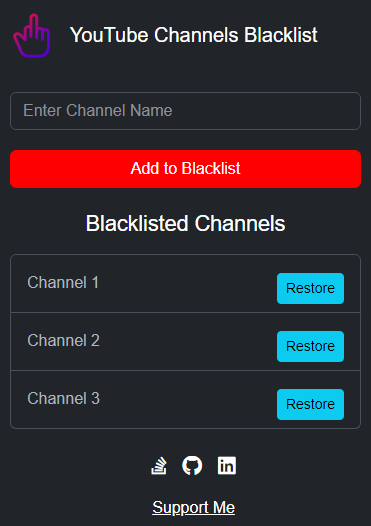 YouTube Channels Blacklist
Enter Channel Name
Add to Blacklist
Blacklisted Channels
Channel 1
Restore
Channel 2
Restore
Channel 3
Restore
Support Me